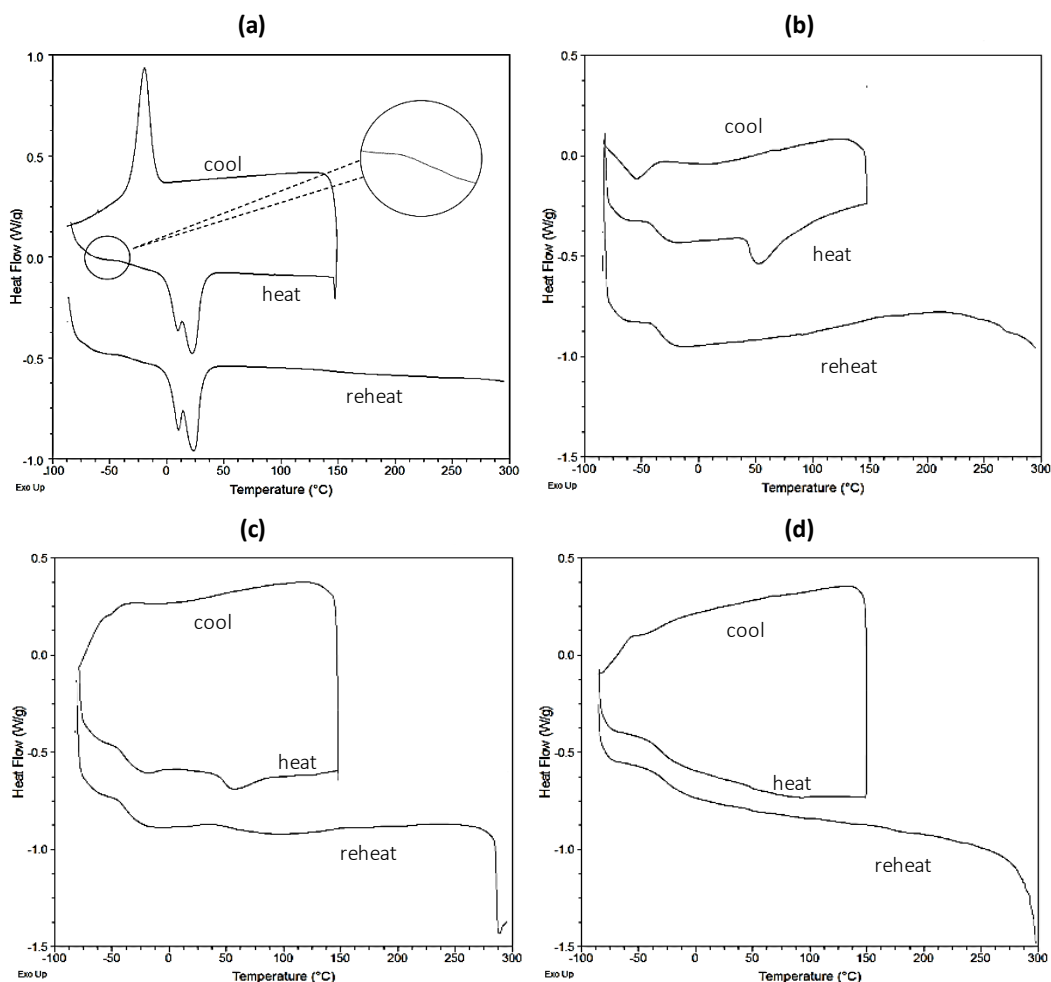 (a)
1.0
0.5
0.0
-0.5
-1.0
Heat Flow (W/g)
cool
heat
reheat
-100 -50 0 50 100 150 200 250 300
Exo Up
Temperature (°C)
(b)
0.5
0.0
-0.5
-1.0
-1.5
Heat Flow (W/g)
cool
heat
reheat
-100 -50 0 50 100 150 200 250 300
Exo Up
Temperature (°C)
(c)
0.5
0.0
-0.5
-1.0
-1.5
Heat Flow (W/g)
cool
heat
reheat
-100 -50 0 50 100 150 200 250 300
Exo Up
Temperature (°C)
(d)
0.5
0.0
-0.5
-1.0
-1.5
Heat Flow (W/g)
cool
heat
reheat
-100 -50 0 50 100 150 200 250 300
Exo Up
Temperature (°C)